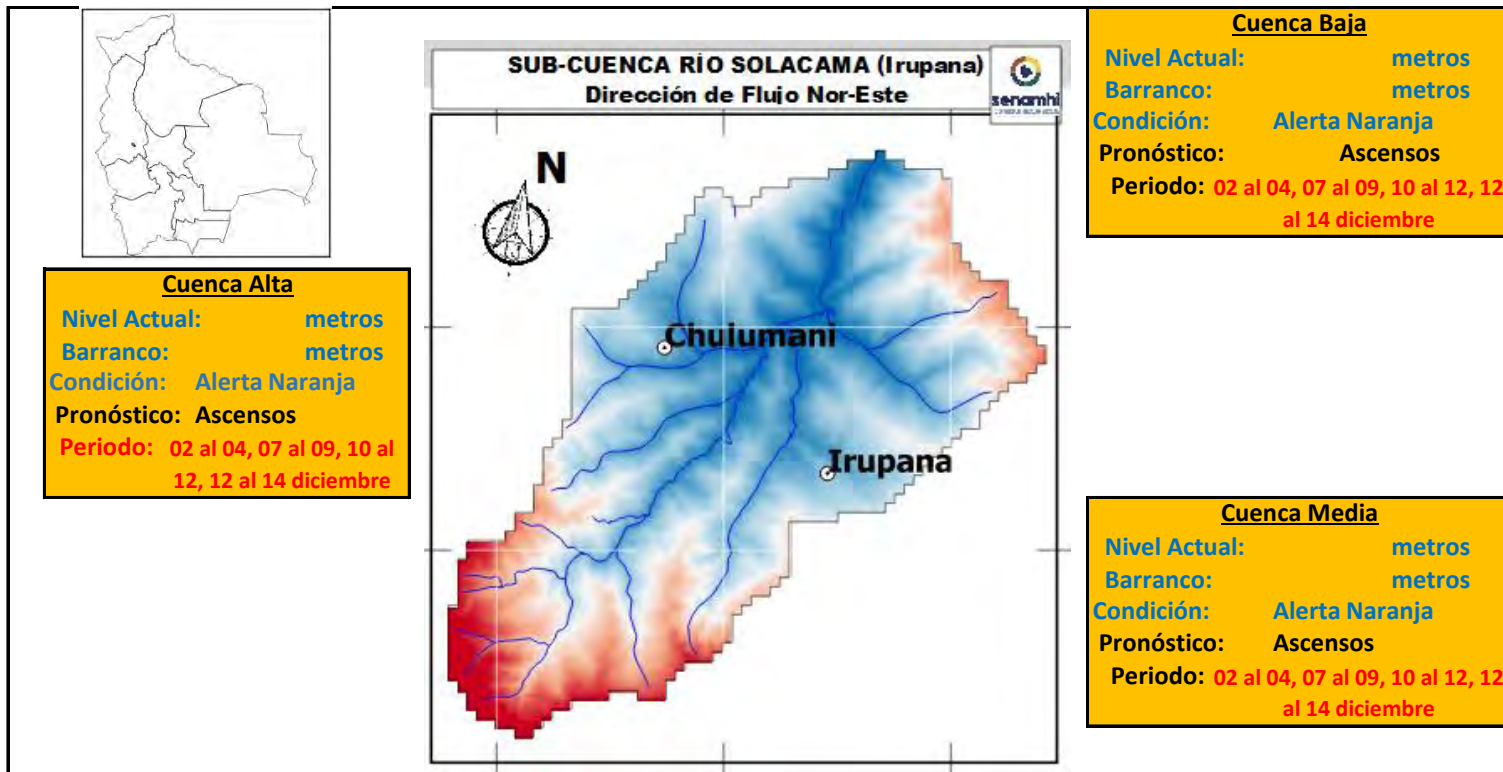 SUB-CUENCA RÍO SOLACAMA (Irupana)
Dirección de Flujo Nor-Este
senamhi
N
Chulumani
Irupana
Cuenca Alta
Nivel Actual: metros
Barranco: metros
Condición: Alerta Naranja
Pronóstico: Ascensos
Periodo: 02 al 04, 07 al 09, 10 al
12, 12 al 14 diciembre
Cuenca Baja
Nivel Actual: metros
Barranco: metros
Condición: Alerta Naranja
Pronóstico: Ascensos
Periodo: 02 al 04, 07 al 09, 10 al 12, 12
al 14 diciembre
Cuenca Media
Nivel Actual: metros
Barranco: metros
Condición: Alerta Naranja
Pronóstico: Ascensos
Periodo: 02 al 04, 07 al 09, 10 al 12, 12
al 14 diciembre